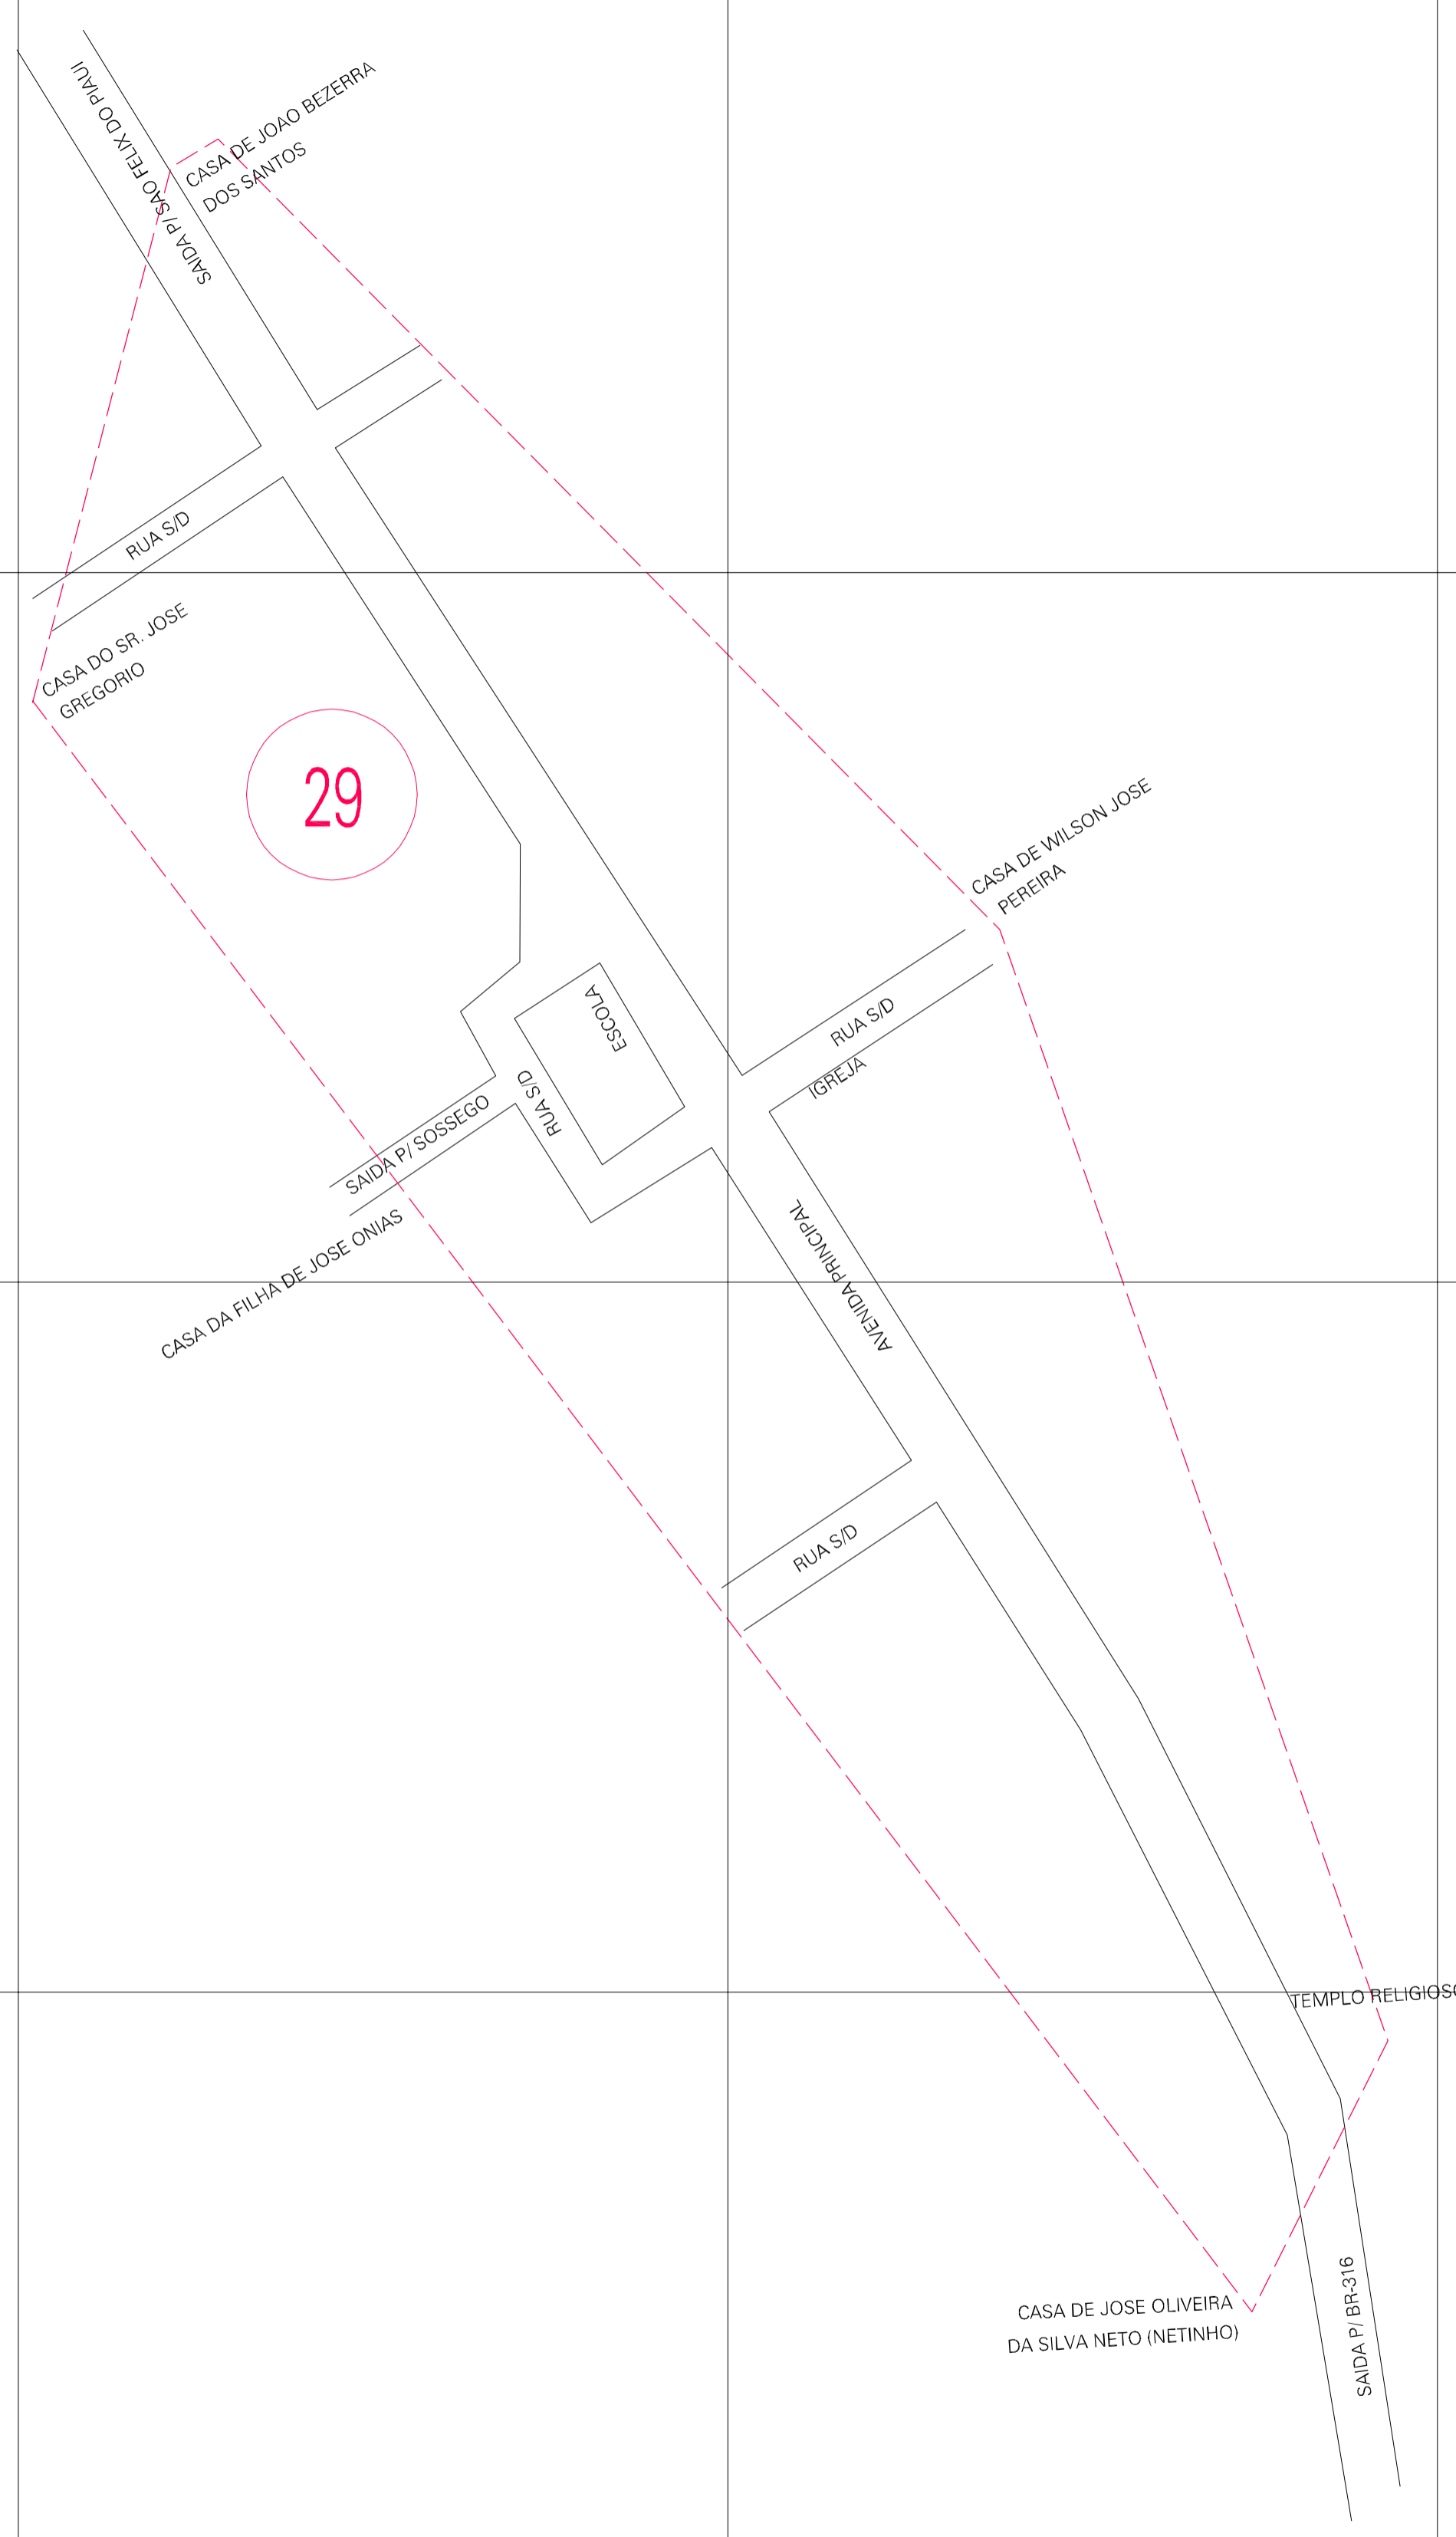 SAIDA P/ SAO FELIX DO PIAUI
CASA DE JOAO BEZERRA
DOS SANTOS
RUA S/D
CASA DO SR. JOSE
GREGORIO
29
CASA DE WILSON JOSE
PEREIRA
ESCOLA
RUA S/D
IGREJA
RUA S/D
SAIDA P/ SOSSEGO
CASA DA FILHA DE JOSE ONIAS
AVENIDA PRINCIPAL
RUA S/D
TEMPLO RELIGIOSO
CASA DE JOSE OLIVEIRA
DA SILVA NETO (NETINHO)
SAIDA P/ BR-316